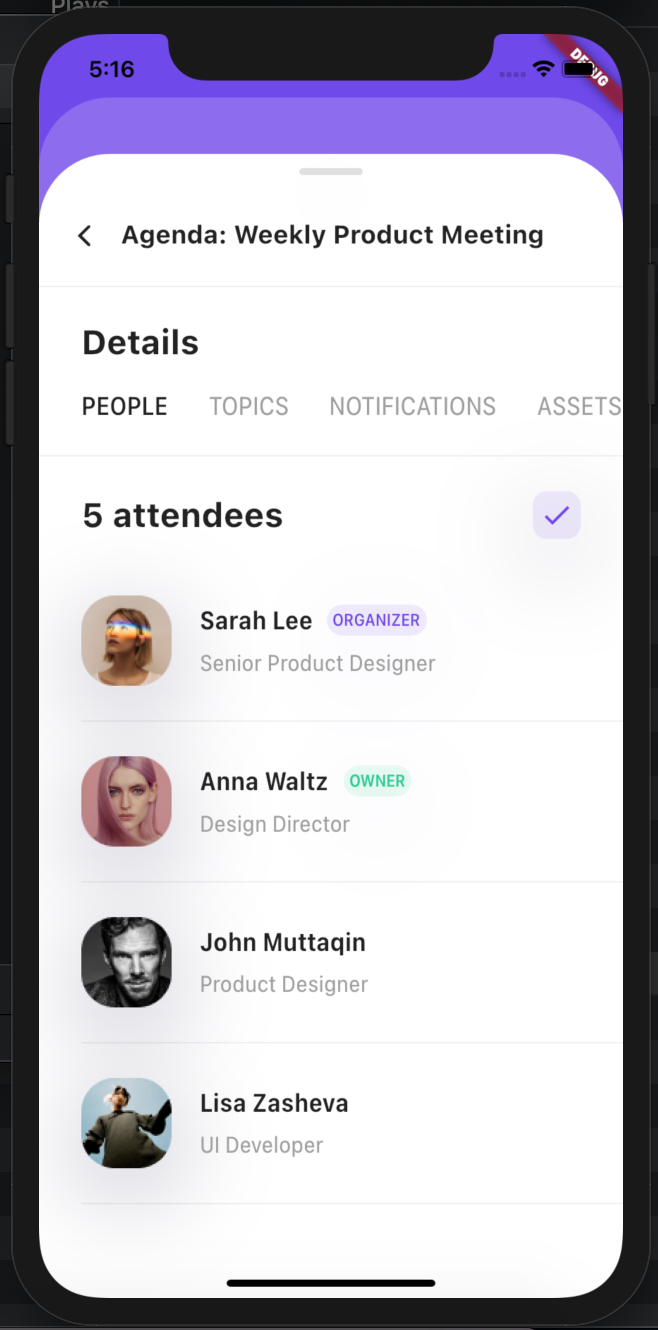 Plays
5:16
DEBUG
Agenda: Weekly Product Meeting
Details
PEOPLE TOPICS NOTIFICATIONS ASSETS
5 attendees
Sarah Lee ORGANIZER
Senior Product Designer
Anna Waltz OWNER
Design Director
John Muttaqin
Product Designer
Lisa Zasheva
UI Developer